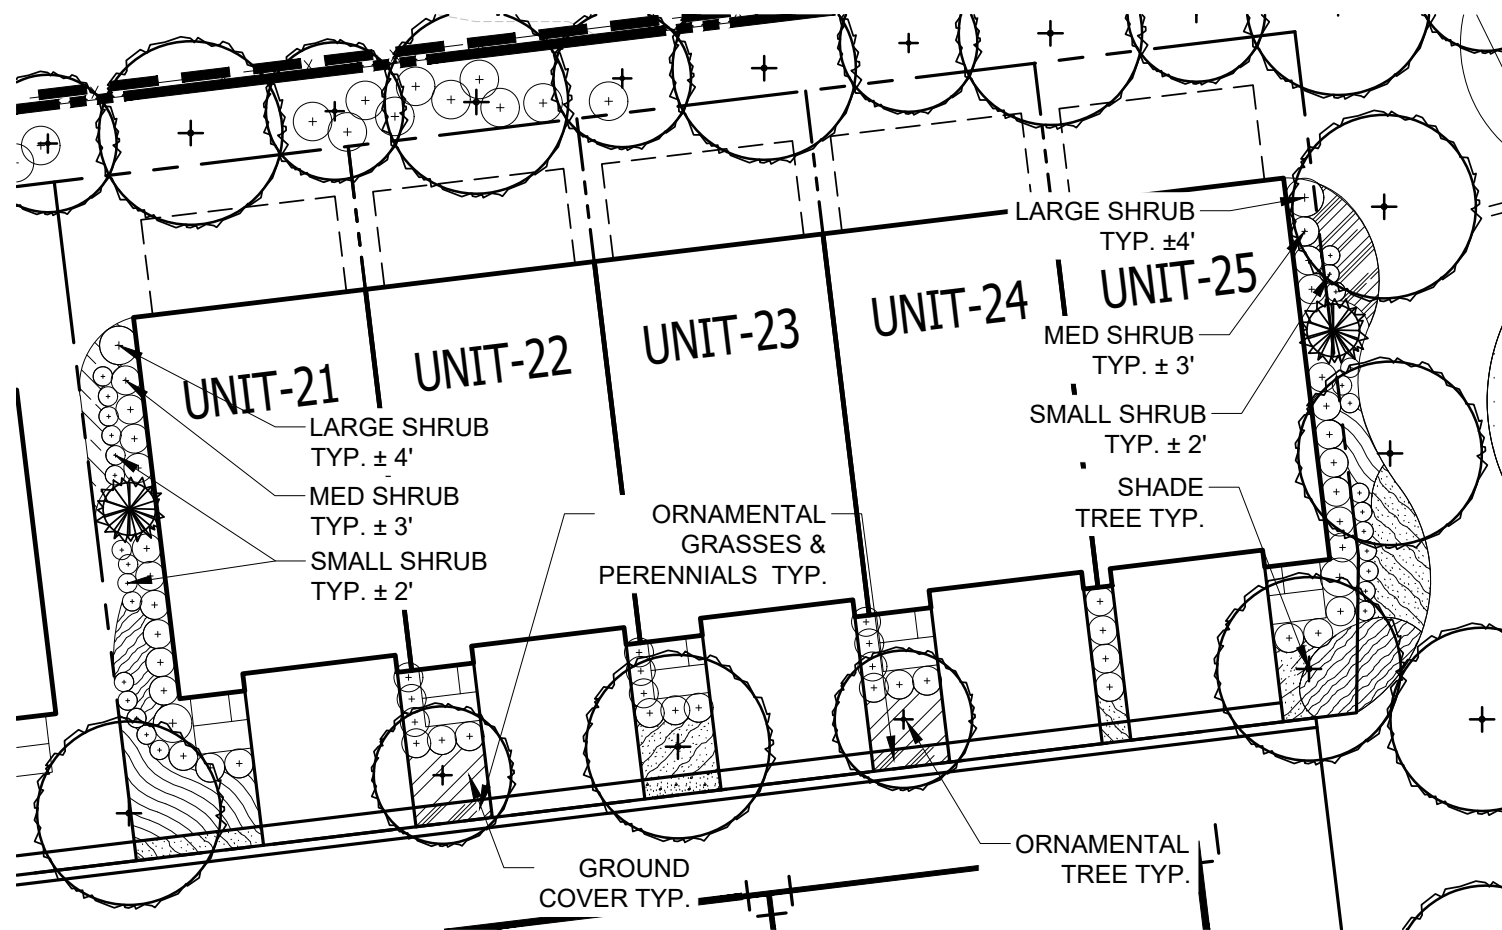 LARGE SHRUB
TYP. ±4'
UNIT-25
UNIT-24
UNIT-23
UNIT-22
UNIT-21
MED SHRUB
TYP. ± 3'
SMALL SHRUB
TYP. ± 2'
LARGE SHRUB
TYP. ± 4'
MED SHRUB
TYP. ± 3'
SMALL SHRUB
TYP. ± 2'
ORNAMENTAL
GRASSES &
PERENNIALS TYP.
SHADE
TREE TYP.
GROUND
COVER TYP.
ORNAMENTAL
TREE TYP.